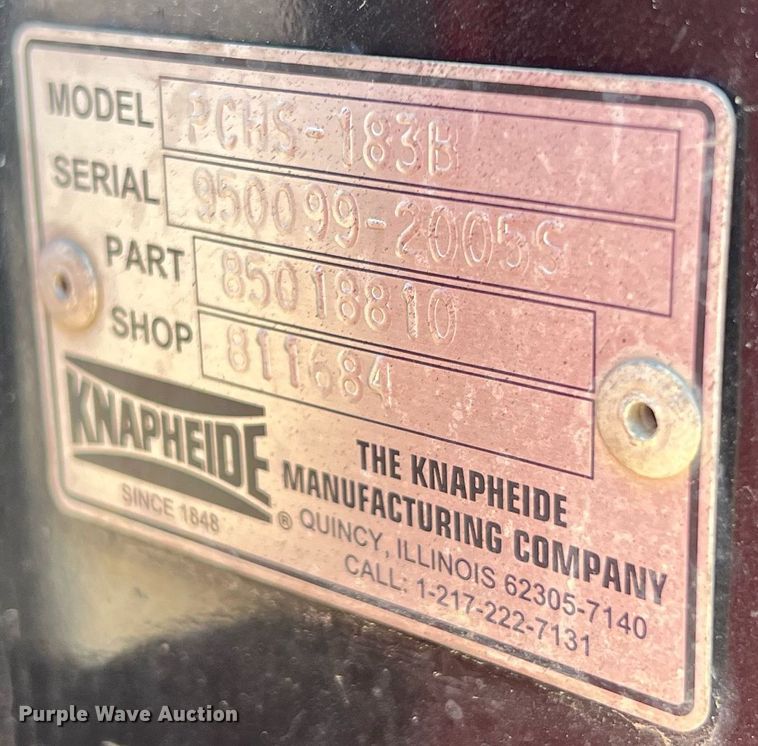 MODEL PCHS-183B
SERIAL 950099-2005S
PART 85018810
SHOP 811684
KNAPHEIDE
SINCE 1848
®
THE KNAPHEIDE
MANUFACTURING COMPANY
QUINCY, ILLINOIS 62305-7140
CALL: 1-217-222-7131
Purple Wave Auction